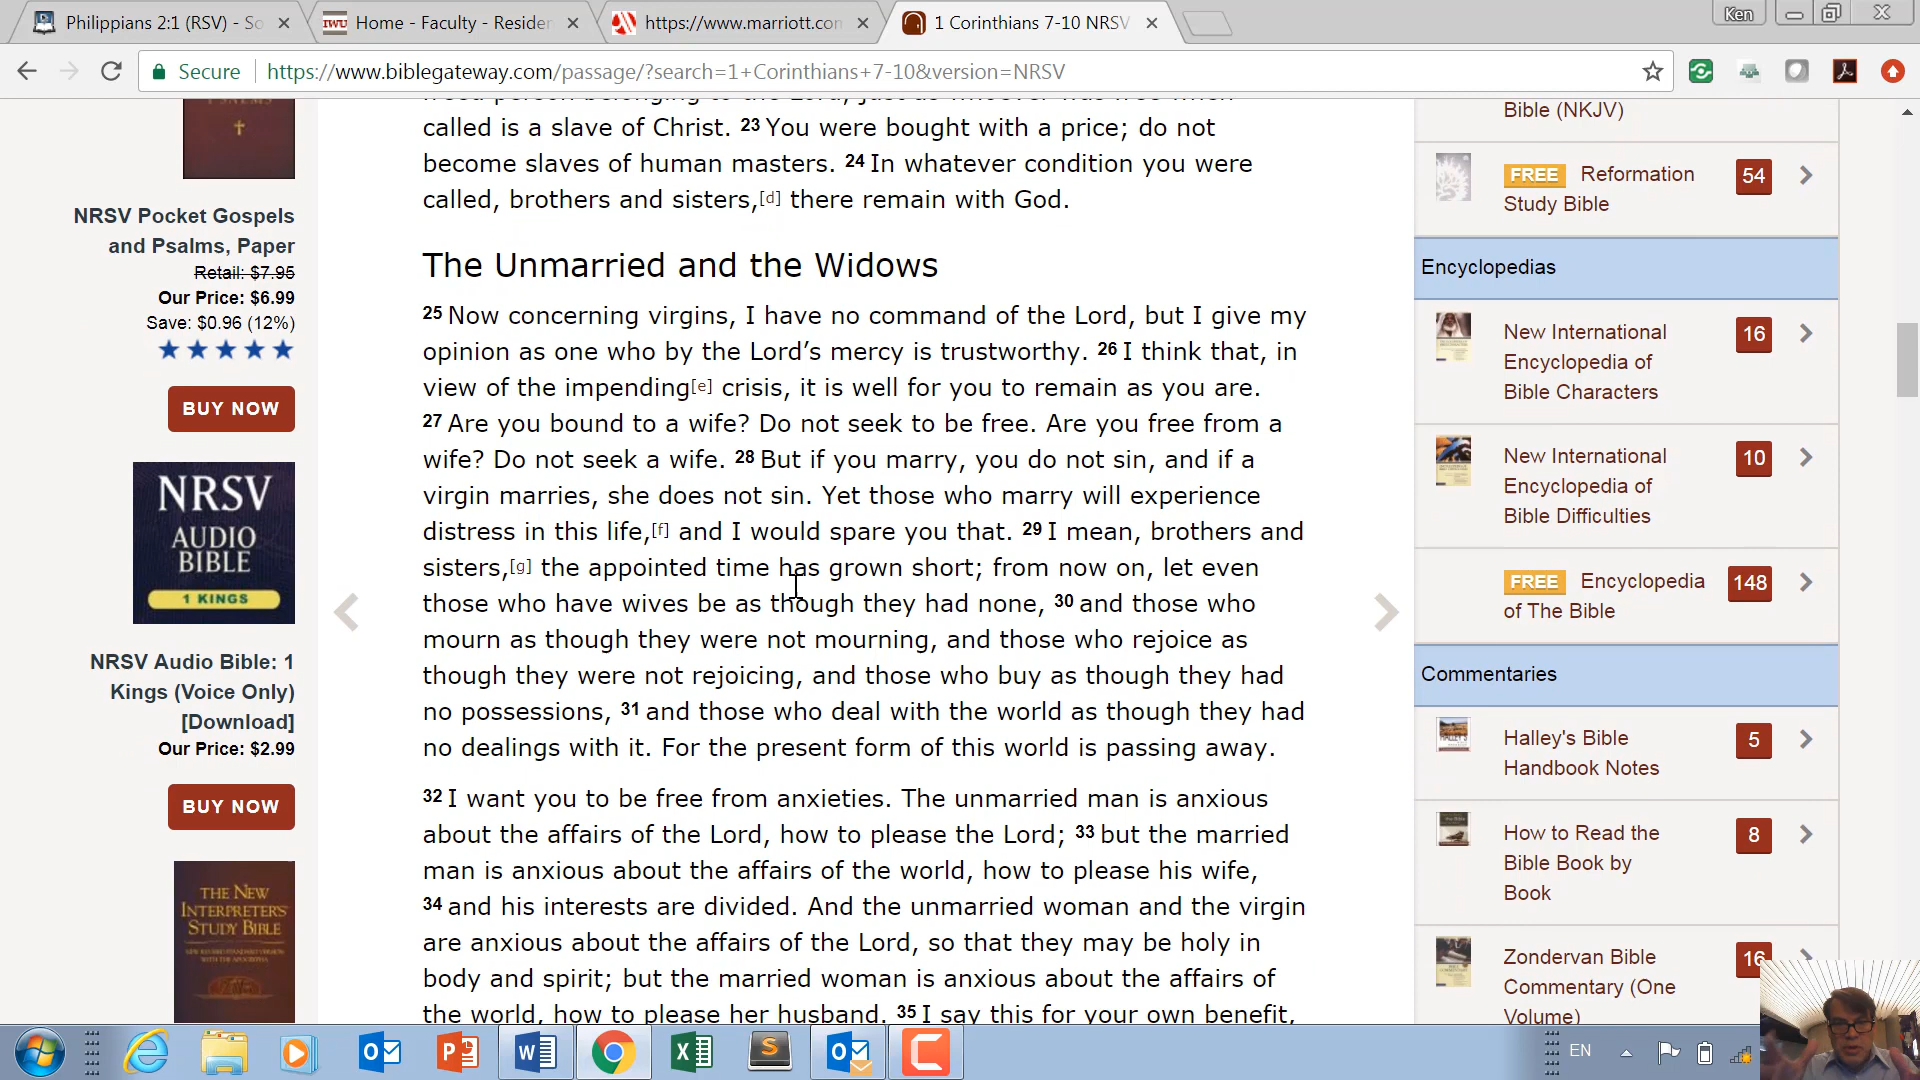 Philippians 2:1 (RSV) - So
Home - Faculty - Resider
https://www.marriott.con
1 Corinthians 7-10 NRSV
Ken
Secure
https://www.biblegateway.com/passage/?search=1+Corinthians+7-10&version=NRSV
called is a slave of Christ. 23 You were bought with a price; do not
become slaves of human masters. 24 In whatever condition you were
called, brothers and sisters,[d] there remain with God.
The Unmarried and the Widows
25 Now concerning virgins, I have no command of the Lord, but I give my
opinion as one who by the Lord's mercy is trustworthy. 26 I think that, in
view of the impending[e] crisis, it is well for you to remain as you are.
27 Are you bound to a wife? Do not seek to be free. Are you free from a
wife? Do not seek a wife. 28 But if you marry, you do not sin, and if a
virgin marries, she does not sin. Yet those who marry will experience
distress in this life,[f] and I would spare you that. 29 I mean, brothers and
sisters,[g] the appointed time has grown short; from now on, let even
those who have wives be as though they had none, 30 and those who
mourn as though they were not mourning, and those who rejoice as
though they were not rejoicing, and those who buy as though they had
no possessions, 31 and those who deal with the world as though they had
no dealings with it. For the present form of this world is passing away.
32 I want you to be free from anxieties. The unmarried man is anxious
about the affairs of the Lord, how to please the Lord; 33 but the married
man is anxious about the affairs of the world, how to please his wife,
34 and his interests are divided. And the unmarried woman and the virgin
are anxious about the affairs of the Lord, so that they may be holy in
body and spirit; but the married woman is anxious about the affairs of
the world, how to please her husband. 35 I say this for your own benefit,
PSALMS
NRSV Pocket Gospels
and Psalms, Paper
Retail: $7.95
Our Price: $6.99
Save: $0.96 (12%)
BUY NOW
NRSV
AUDIO
BIBLE
1 KINGS
NRSV Audio Bible: 1
Kings (Voice Only)
[Download]
Our Price: $2.99
BUY NOW
THE NEW
INTERPRETER'S
STUDY BIBLE
Bible (NKJV)
FREE Reformation
Study Bible
54
Encyclopedias
New International
Encyclopedia of
Bible Characters
16
New International
Encyclopedia of
Bible Difficulties
10
FREE Encyclopedia
of The Bible
148
Commentaries
Halley's Bible
Handbook Notes
5
How to Read the
Bible Book by
Book
8
Zondervan Bible
Commentary (One
Volume)
16
EN